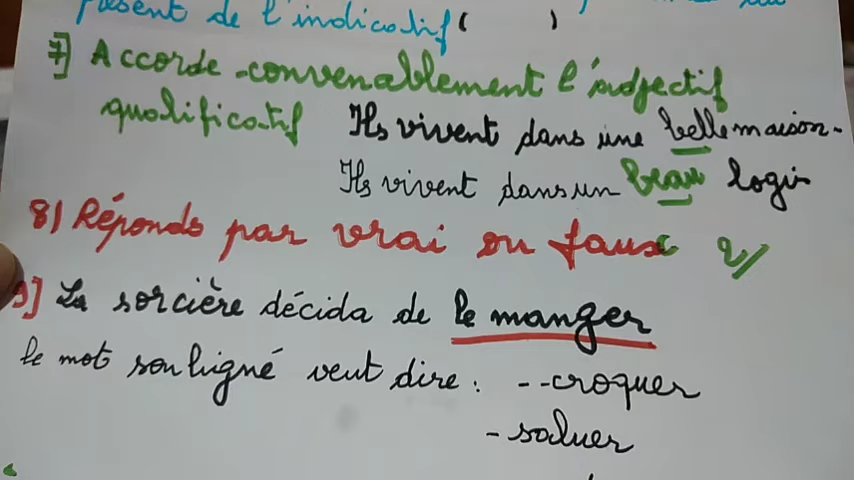 présent de l'indicatif ( )
7] Accorde convenablement l'adjectif
qualificatif Ils vivent dans une belle maison.
Ils vivent dans un beau logis
8) Réponds par vrai ou faux 2/
9] La sorcière décida de le manger
le mot souligné veut dire : -- croquer
- saluer